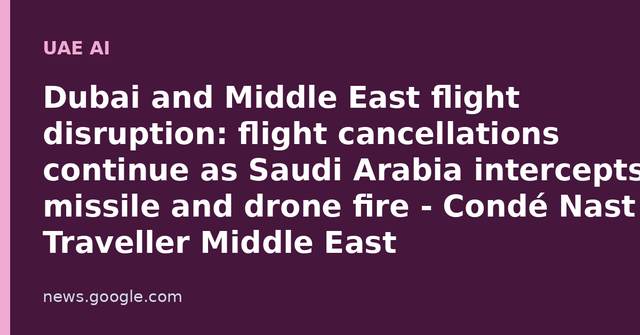 UAE AI
Dubai and Middle East flight
disruption: flight cancellations
continue as Saudi Arabia intercepts
missile and drone fire - Condé Nast
Traveller Middle East
news.google.com